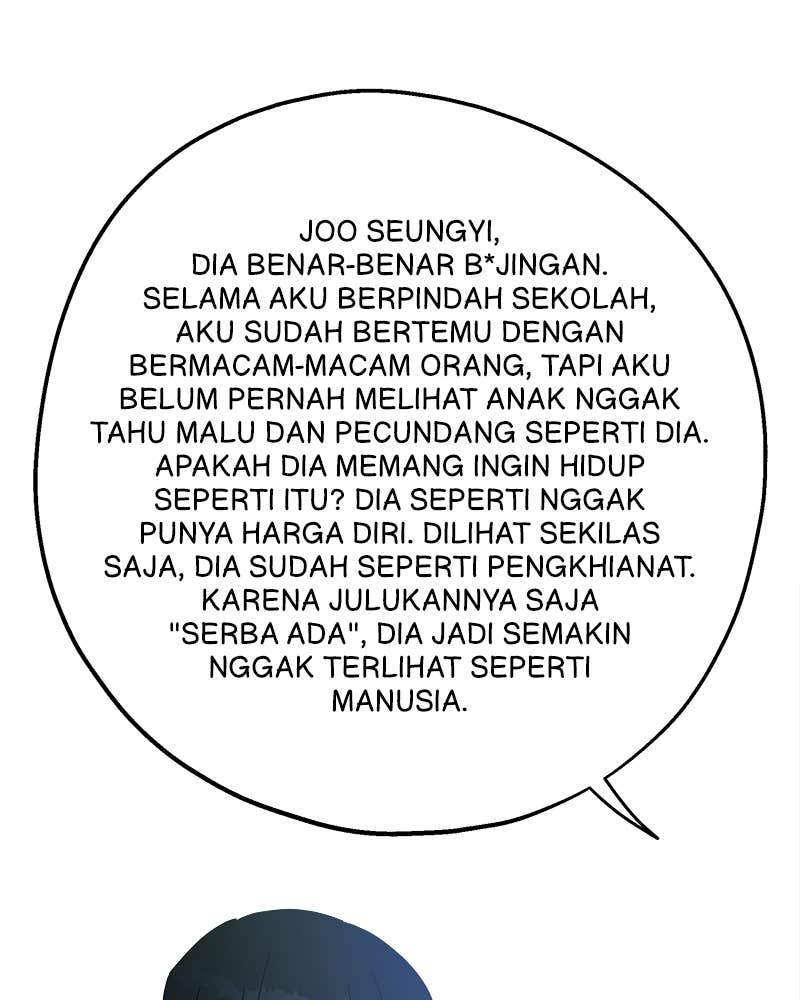 JOO SEUNGYI,
DIA BENAR-BENAR B*JINGAN.
SELAMA AKU BERPINDAH SEKOLAH,
AKU SUDAH BERTEMU DENGAN
BERMACAM-MACAM ORANG, TAPI AKU
BELUM PERNAH MELIHAT ANAK NGGAK
TAHU MALU DAN PECUNDANG SEPERTI DIA.
APAKAH DIA MEMANG INGIN HIDUP
SEPERTI ITU? DIA SEPERTI NGGAK
PUNYA HARGA DIRI. DILIHAT SEKILAS
SAJA, DIA SUDAH SEPERTI PENGKHIANAT.
KARENA JULUKANNYA SAJA
"SERBA ADA", DIA JADI SEMAKIN
NGGAK TERLIHAT SEPERTI
MANUSIA.